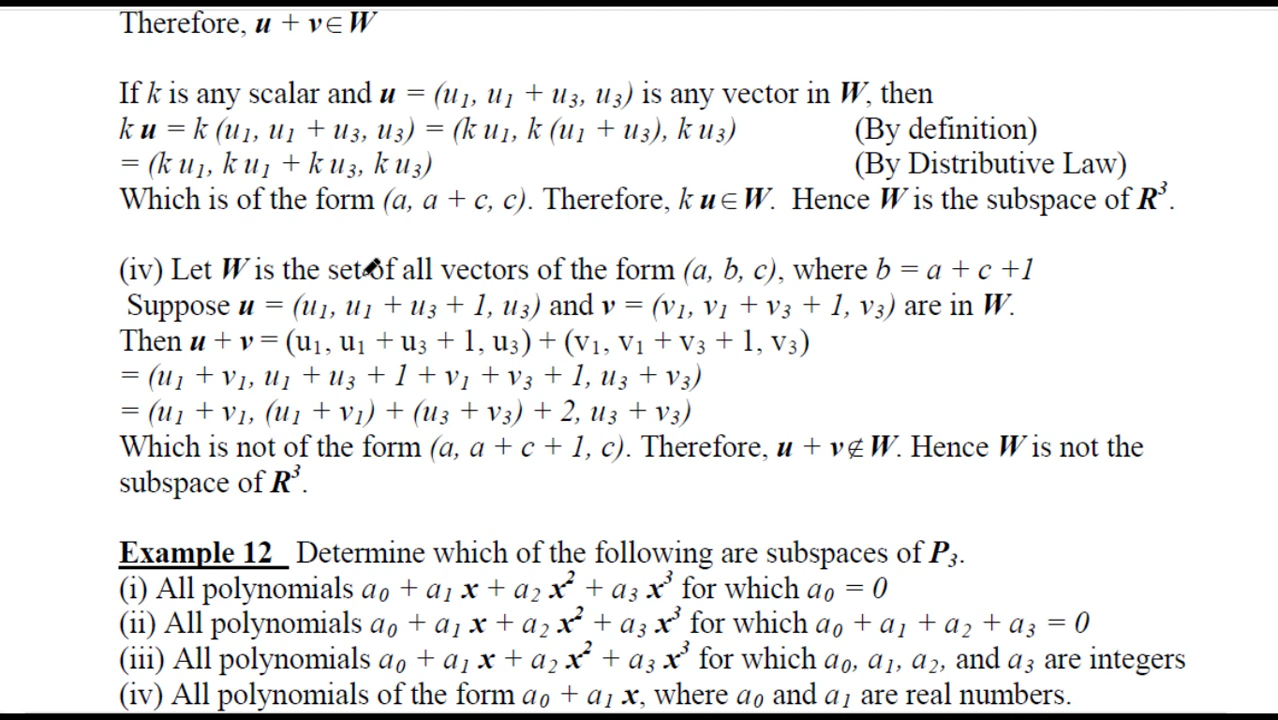 Therefore, u + v∈W
If k is any scalar and u = (u₁, u₁ + u₃, u₃) is any vector in W, then
k u = k (u₁, u₁ + u₃, u₃) = (k u₁, k (u₁ + u₃), k u₃) (By definition)
= (k u₁, k u₁ + k u₃, k u₃) (By Distributive Law)
Which is of the form (a, a + c, c). Therefore, k u∈W. Hence W is the subspace of R³.
(iv) Let W is the set of all vectors of the form (a, b, c), where b = a + c +1
Suppose u = (u₁, u₁ + u₃ + 1, u₃) and v = (v₁, v₁ + v₃ + 1, v₃) are in W.
Then u + v = (u₁, u₁ + u₃ + 1, u₃) + (v₁, v₁ + v₃ + 1, v₃)
= (u₁ + v₁, u₁ + u₃ + 1 + v₁ + v₃ + 1, u₃ + v₃)
= (u₁ + v₁, (u₁ + v₁) + (u₃ + v₃) + 2, u₃ + v₃)
Which is not of the form (a, a + c + 1, c). Therefore, u + v∉W. Hence W is not the
subspace of R³.
Example 12 Determine which of the following are subspaces of P₃.
(i) All polynomials a₀ + a₁ x + a₂ x² + a₃ x³ for which a₀ = 0
(ii) All polynomials a₀ + a₁ x + a₂ x² + a₃ x³ for which a₀ + a₁ + a₂ + a₃ = 0
(iii) All polynomials a₀ + a₁ x + a₂ x² + a₃ x³ for which a₀, a₁, a₂, and a₃ are integers
(iv) All polynomials of the form a₀ + a₁ x, where a₀ and a₁ are real numbers.